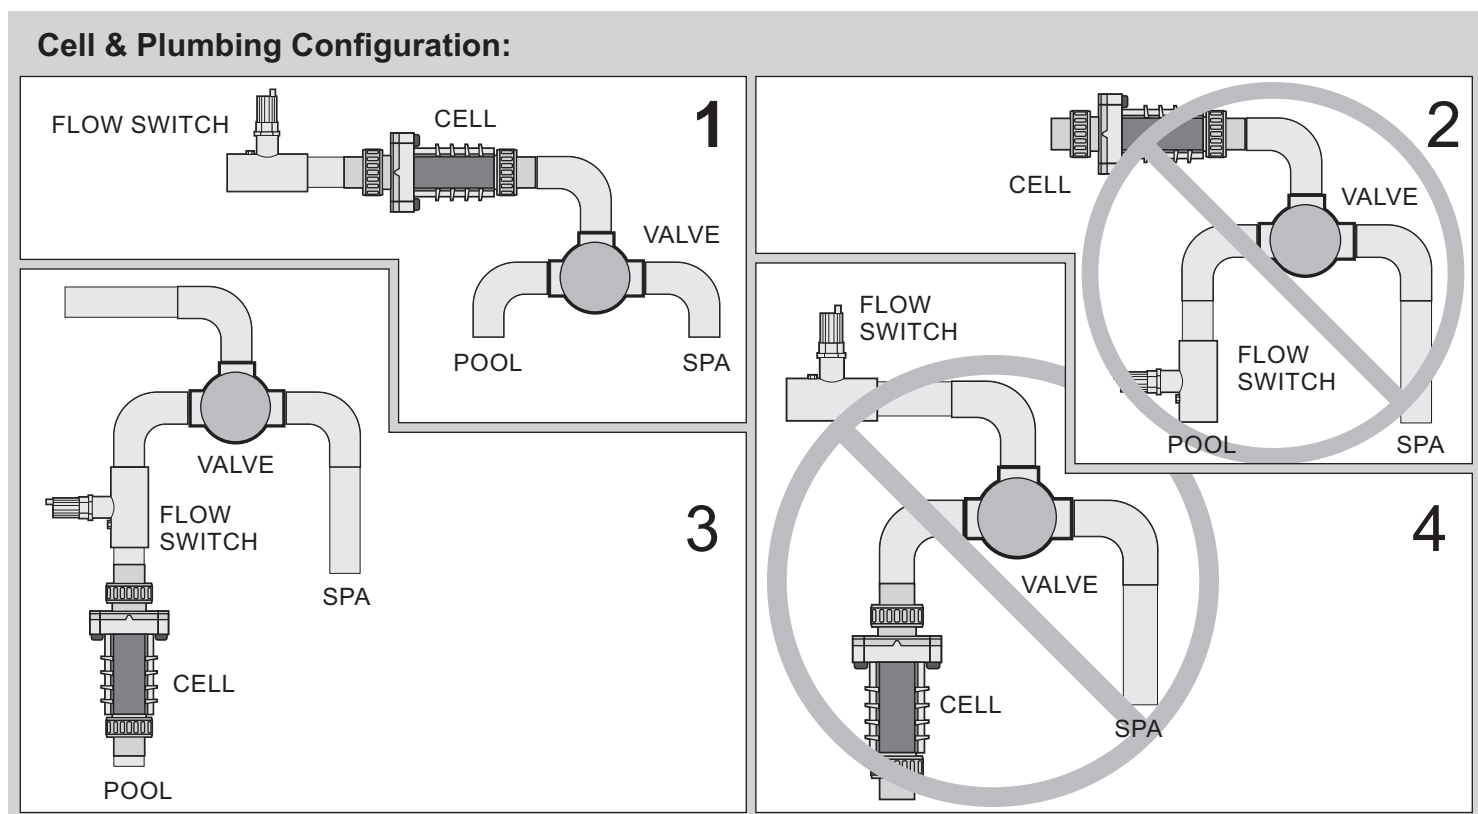 Cell & Plumbing Configuration:
1
FLOW SWITCH
CELL
VALVE
POOL
SPA
2
CELL
VALVE
FLOW
SWITCH
POOL
SPA
3
VALVE
FLOW
SWITCH
SPA
CELL
POOL
4
FLOW
SWITCH
VALVE
CELL
SPA